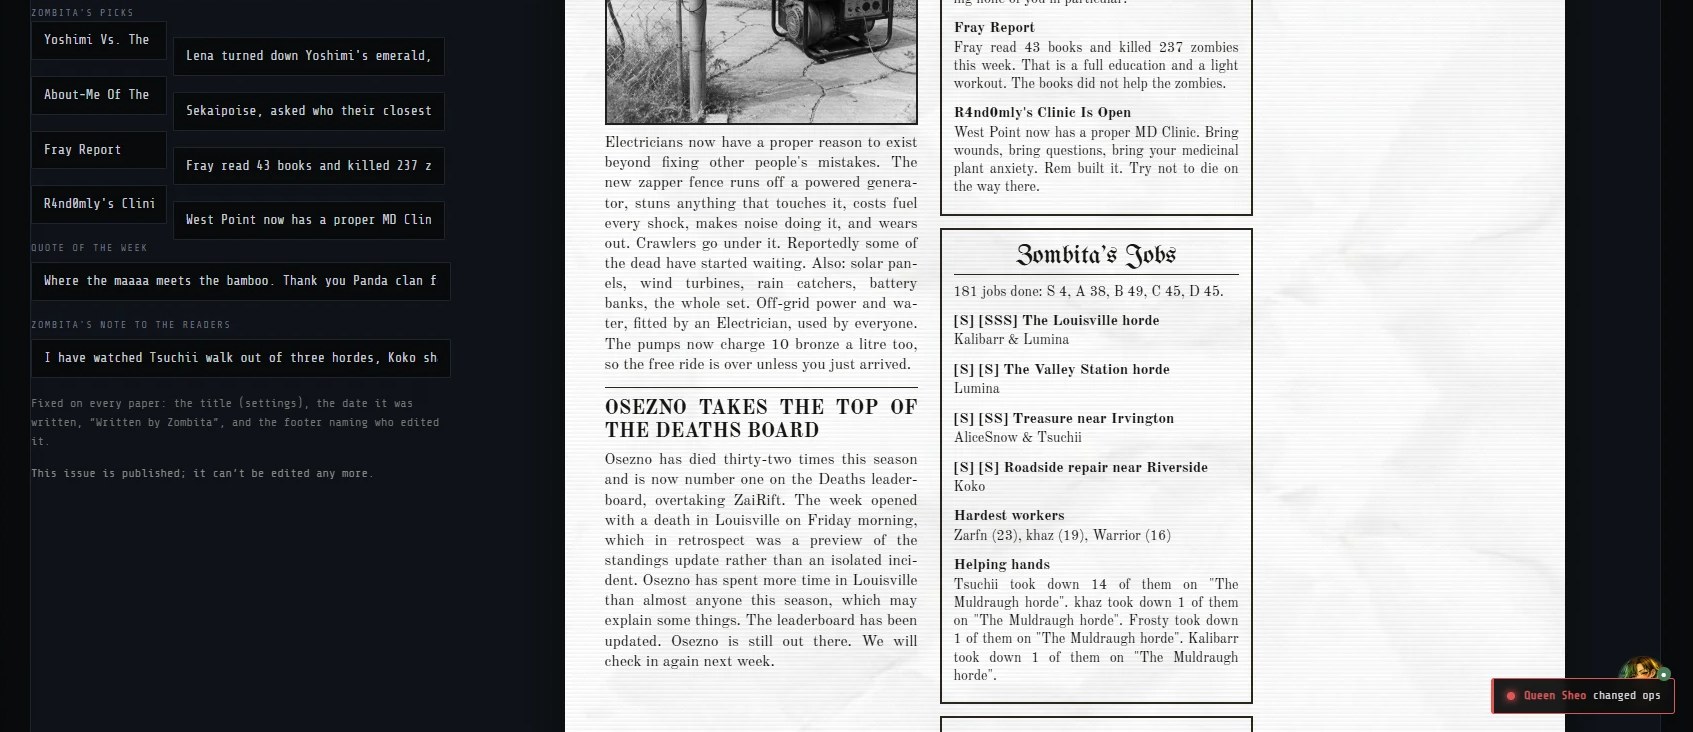 ZOMBITA'S PICKS
Yoshimi Vs. The
Lena turned down Yoshimi's emerald,
About-Me Of The
Sekaipoise, asked who their closest
Fray Report
Fray read 43 books and killed 237 z
R4nd0mly's Clini
West Point now has a proper MD Clin
QUOTE OF THE WEEK
Where the maaaa meets the bamboo. Thank you Panda clan f
ZOMBITA'S NOTE TO THE READERS
I have watched Tsuchii walk out of three hordes, Koko sh
Fixed on every paper: the title (settings), the date it was
written, “Written by Zombita”, and the footer naming who edited
it.
This issue is published; it can't be edited any more.
Electricians now have a proper reason to exist
beyond fixing other people's mistakes. The
new zapper fence runs off a powered genera-
tor, stuns anything that touches it, costs fuel
every shock, makes noise doing it, and wears
out. Crawlers go under it. Reportedly some of
the dead have started waiting. Also: solar pan-
els, wind turbines, rain catchers, battery
banks, the whole set. Off-grid power and wa-
ter, fitted by an Electrician, used by everyone.
The pumps now charge 10 bronze a litre too,
so the free ride is over unless you just arrived.
OSEZNO TAKES THE TOP OF
THE DEATHS BOARD
Osezno has died thirty-two times this season
and is now number one on the Deaths leader-
board, overtaking ZaiRift. The week opened
with a death in Louisville on Friday morning,
which in retrospect was a preview of the
standings update rather than an isolated inci-
dent. Osezno has spent more time in Louisville
than almost anyone this season, which may
explain some things. The leaderboard has been
updated. Osezno is still out there. We will
check in again next week.
ing none of you in particular.
Fray Report
Fray read 43 books and killed 237 zombies
this week. That is a full education and a light
workout. The books did not help the zombies.
R4nd0mly's Clinic Is Open
West Point now has a proper MD Clinic. Bring
wounds, bring questions, bring your medicinal
plant anxiety. Rem built it. Try not to die on
the way there.
Zombita's Jobs
181 jobs done: S 4, A 38, B 49, C 45, D 45.
[S] [SSS] The Louisville horde
Kalibarr & Lumina
[S] [S] The Valley Station horde
Lumina
[S] [SS] Treasure near Irvington
AliceSnow & Tsuchii
[S] [S] Roadside repair near Riverside
Koko
Hardest workers
Zarfn (23), khaz (19), Warrior (16)
Helping hands
Tsuchii took down 14 of them on "The
Muldraugh horde". khaz took down 1 of them
on "The Muldraugh horde". Frosty took down
1 of them on "The Muldraugh horde". Kalibarr
took down 1 of them on "The Muldraugh
horde".
Queen Sheo changed ops